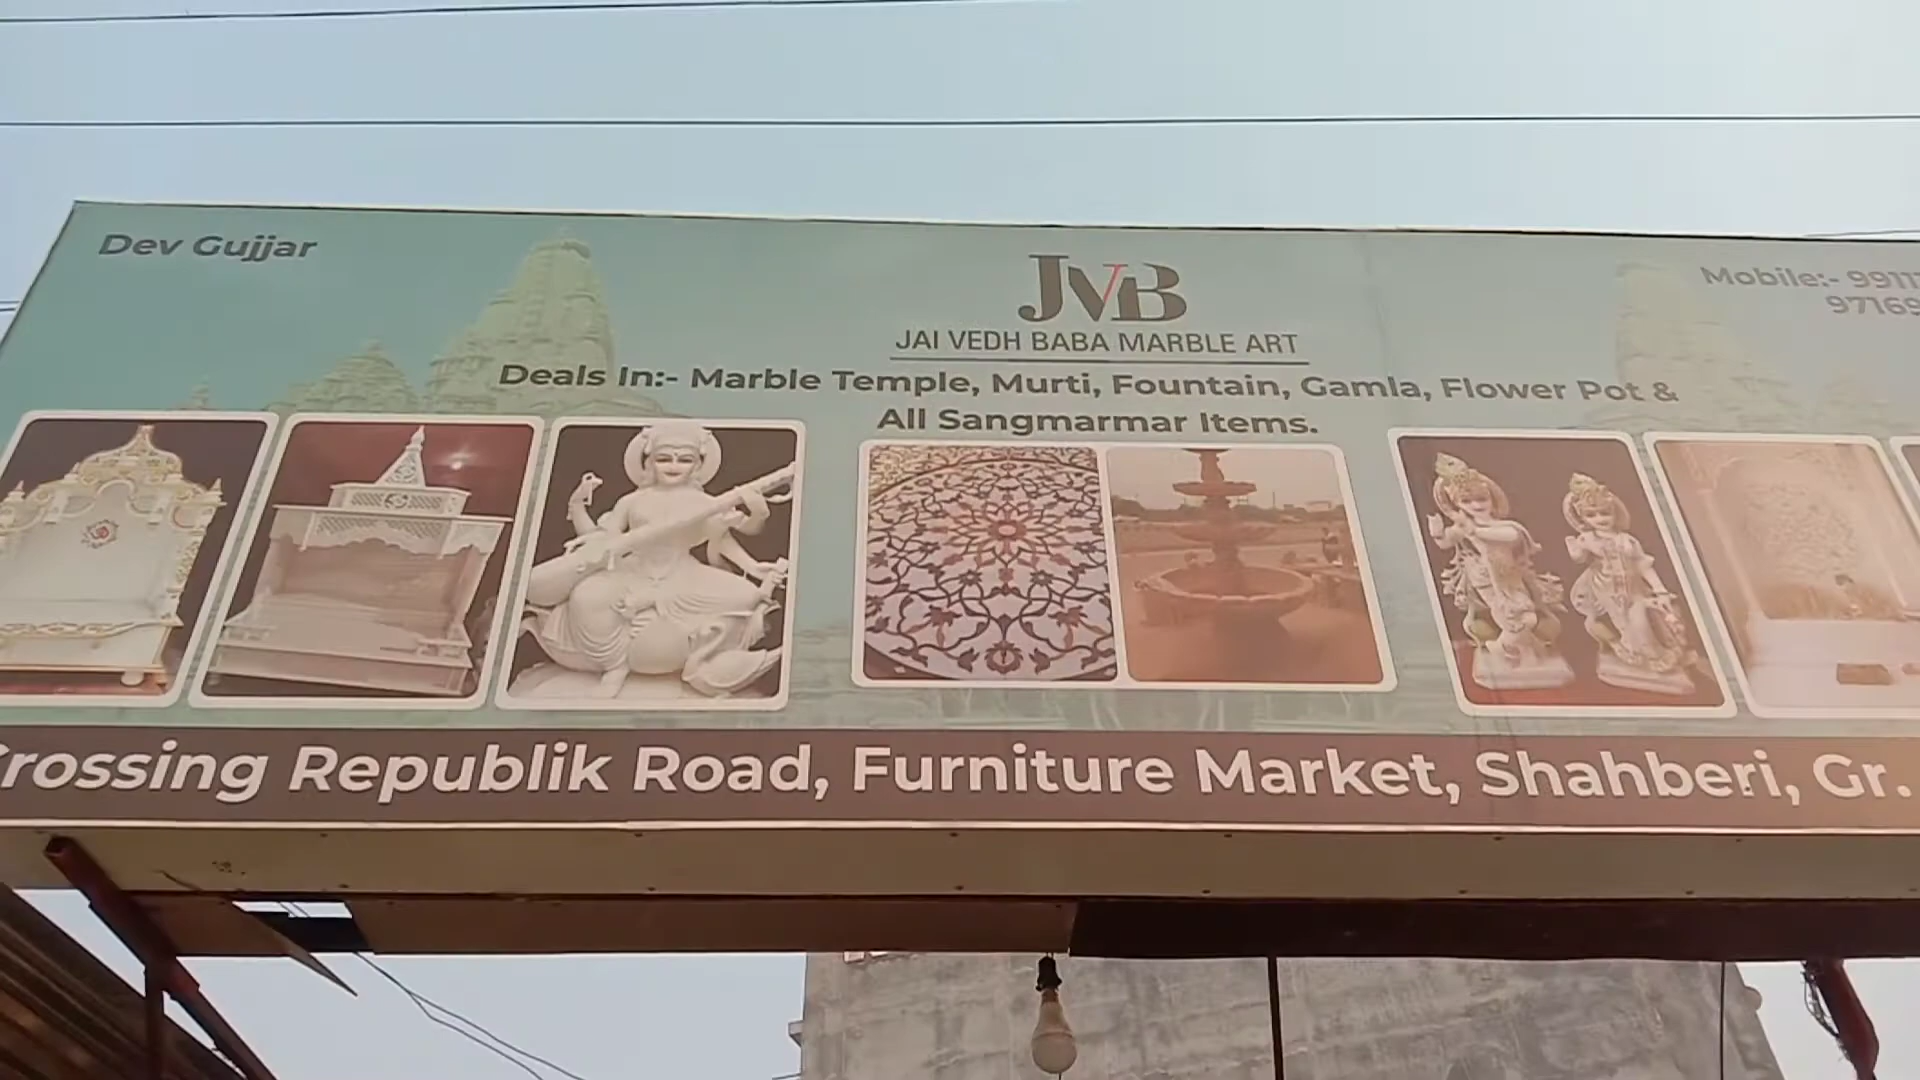 Dev Gujjar
JVB
JAI VEDH BABA MARBLE ART
Mobile:- 9911
97169
Deals In:- Marble Temple, Murti, Fountain, Gamla, Flower Pot &
All Sangmarmar Items.
rossing Republik Road, Furniture Market, Shahberi, Gr.